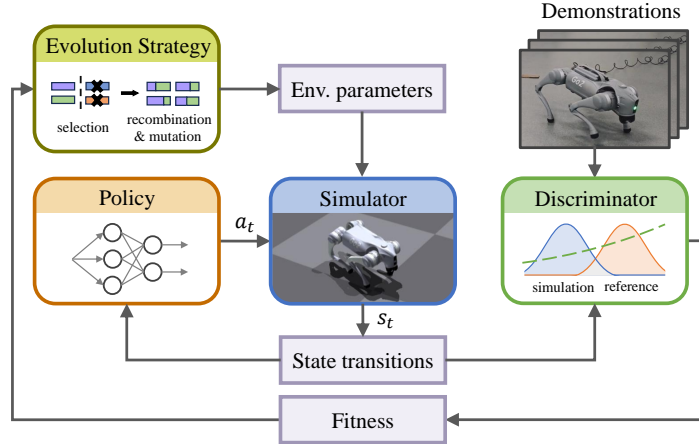 Demonstrations
Evolution Strategy
selection
recombination
& mutation
Env. parameters
Policy
a_t
Simulator
Discriminator
simulation
reference
s_t
State transitions
Fitness